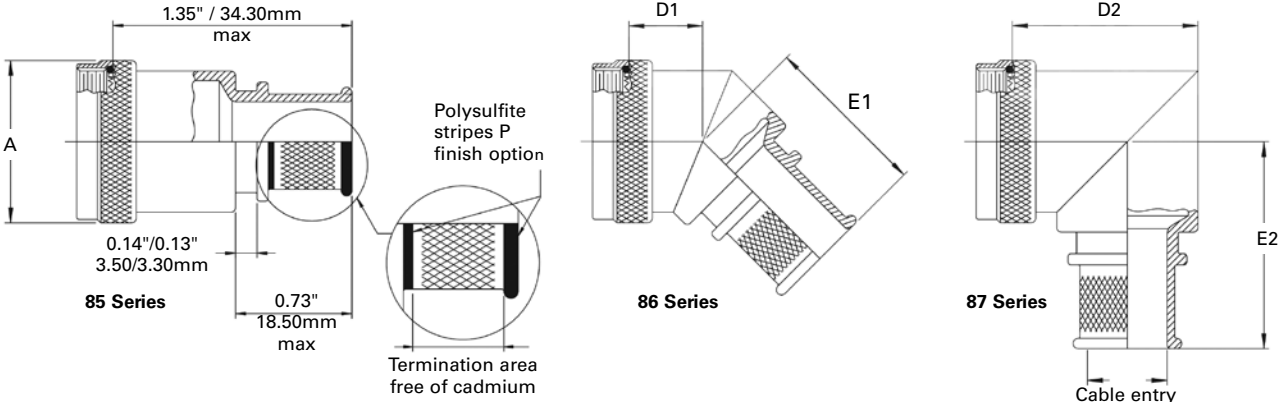 1.35" / 34.30mm
max
A
Polysulfite
stripes P
finish option
0.14"/0.13"
3.50/3.30mm
85 Series
0.73"
18.50mm
max
Termination area
free of cadmium
D1
E1
86 Series
D2
E2
87 Series
Cable entry